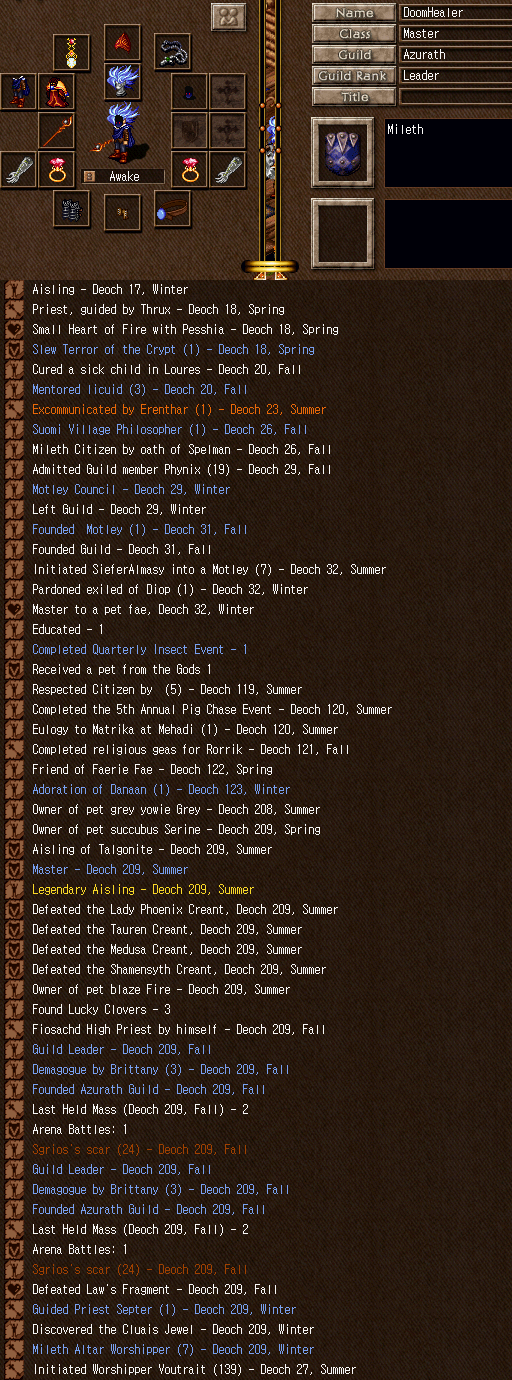 Name DoomHealer
Class Master
Guild Azurath
Guild Rank Leader
Title
Mileth
Awake
Aisling - Deoch 17, Winter
Priest, guided by Thrux - Deoch 18, Spring
Small Heart of Fire with Pesshia - Deoch 18, Spring
Slew Terror of the Crypt (1) - Deoch 18, Spring
Cured a sick child in Loures - Deoch 20, Fall
Mentored licuid (3) - Deoch 20, Fall
Excommunicated by Erenthar (1) - Deoch 23, Summer
Suomi Village Philosopher (1) - Deoch 26, Fall
Mileth Citizen by oath of Spelman - Deoch 26, Fall
Admitted Guild member Phynix (19) - Deoch 29, Fall
Motley Council - Deoch 29, Winter
Left Guild - Deoch 29, Winter
Founded  Motley (1) - Deoch 31, Fall
Founded Guild - Deoch 31, Fall
Initiated SieferAlmasy into a Motley (7) - Deoch 32, Summer
Pardoned exiled of Diop (1) - Deoch 32, Winter
Master to a pet fae, Deoch 32, Winter
Educated - 1
Completed Quarterly Insect Event - 1
Received a pet from the Gods 1
Respected Citizen by  (5) - Deoch 119, Summer
Completed the 5th Annual Pig Chase Event - Deoch 120, Summer
Eulogy to Matrika at Mehadi (1) - Deoch 120, Summer
Completed religious geas for Rorrik - Deoch 121, Fall
Friend of Faerie Fae - Deoch 122, Spring
Adoration of Danaan (1) - Deoch 123, Winter
Owner of pet grey yowie Grey - Deoch 208, Summer
Owner of pet succubus Serine - Deoch 209, Spring
Aisling of Talgonite - Deoch 209, Summer
Master - Deoch 209, Summer
Legendary Aisling - Deoch 209, Summer
Defeated the Lady Phoenix Creant, Deoch 209, Summer
Defeated the Tauren Creant, Deoch 209, Summer
Defeated the Medusa Creant, Deoch 209, Summer
Defeated the Shamensyth Creant, Deoch 209, Summer
Owner of pet blaze Fire - Deoch 209, Summer
Found Lucky Clovers - 3
Fiosachd High Priest by himself - Deoch 209, Fall
Guild Leader - Deoch 209, Fall
Demagogue by Brittany (3) - Deoch 209, Fall
Founded Azurath Guild - Deoch 209, Fall
Last Held Mass (Deoch 209, Fall) - 2
Arena Battles: 1
Sgrios's scar (24) - Deoch 209, Fall
Guild Leader - Deoch 209, Fall
Demagogue by Brittany (3) - Deoch 209, Fall
Founded Azurath Guild - Deoch 209, Fall
Last Held Mass (Deoch 209, Fall) - 2
Arena Battles: 1
Sgrios's scar (24) - Deoch 209, Fall
Defeated Law's Fragment - Deoch 209, Fall
Guided Priest Septer (1) - Deoch 209, Winter
Discovered the Cluais Jewel - Deoch 209, Winter
Mileth Altar Worshipper (7) - Deoch 209, Winter
Initiated Worshipper Voutrait (139) - Deoch 27, Summer